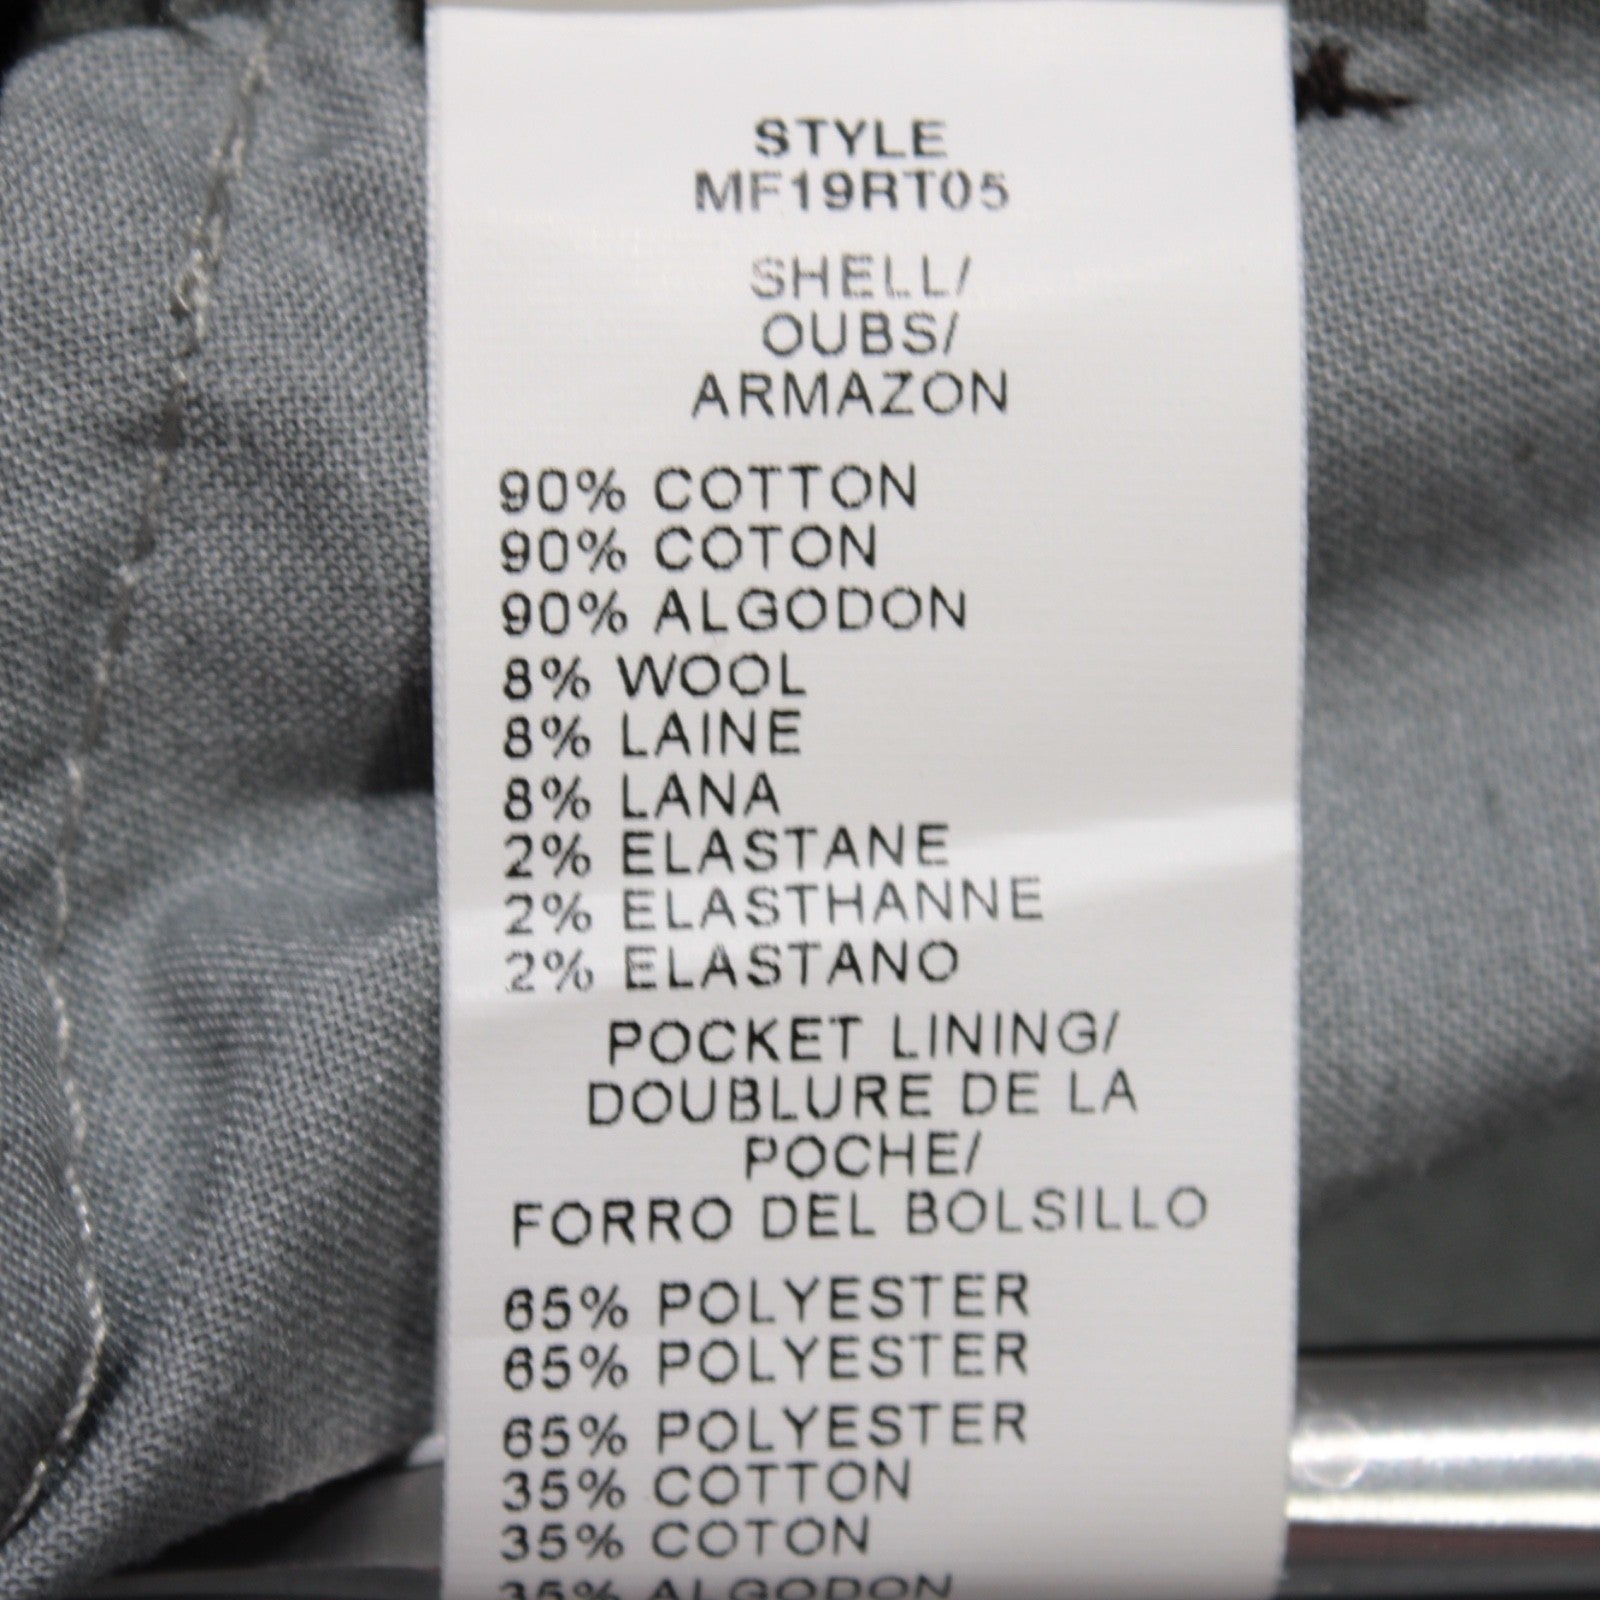 STYLE
MF19RT05
SHELL/
OUBS/
ARMAZON
90% COTTON
90% COTON
90% ALGODON
8% WOOL
8% LAINE
8% LANA
2% ELASTANE
2% ELASTHANNE
2% ELASTANO
POCKET LINING/
DOUBLURE DE LA
POCHE/
FORRO DEL BOLSILLO
65% POLYESTER
65% POLYESTER
65% POLYESTER
35% COTTON
35% COTON
35% ALGODON